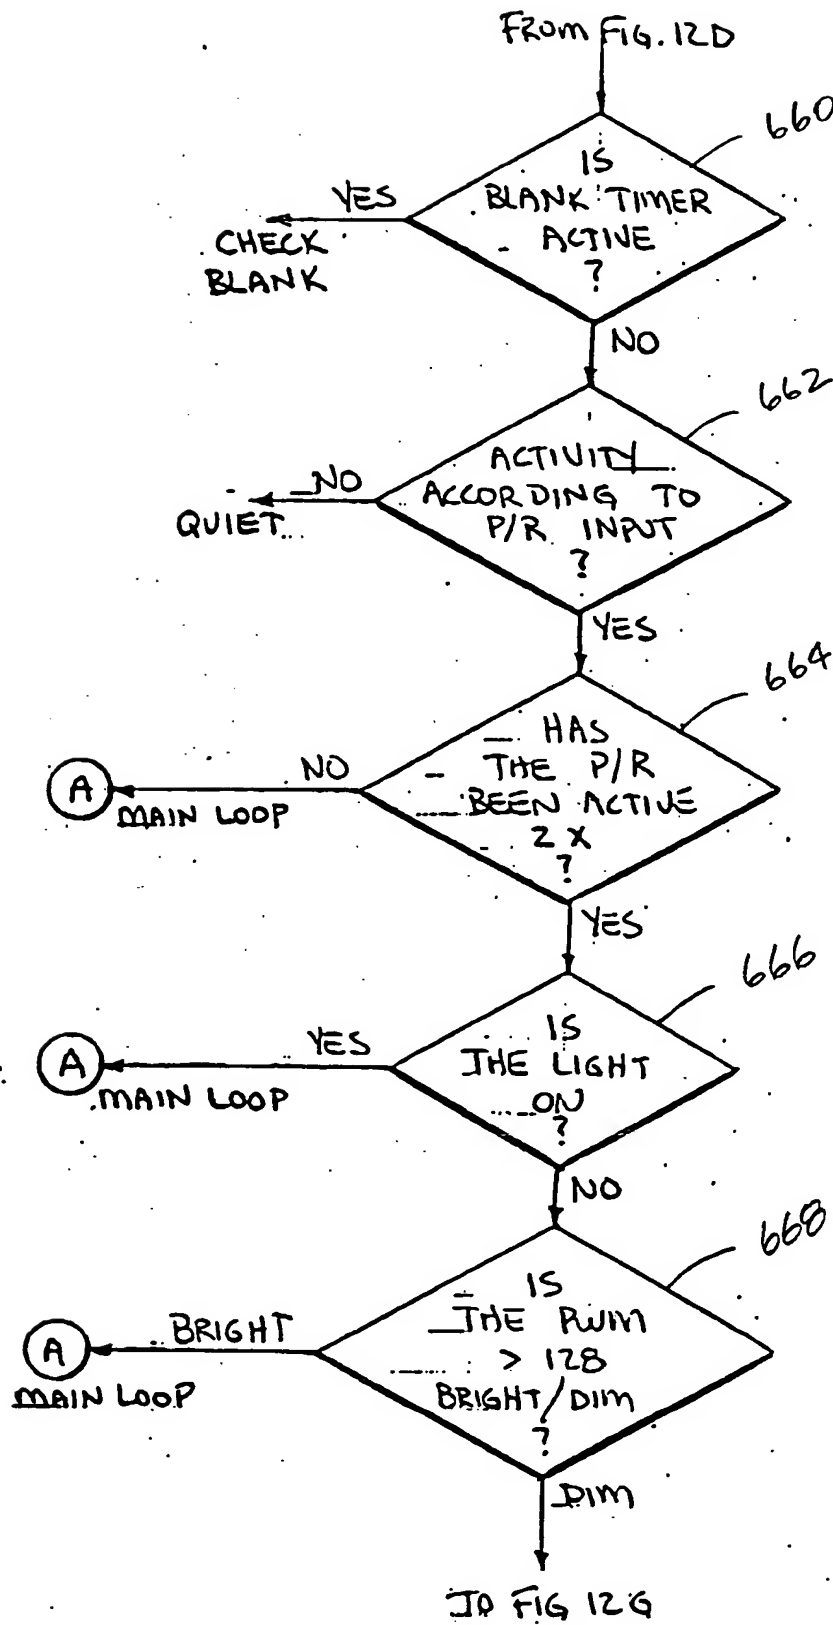 FROM FIG. 12D
660
IS
BLANK TIMER
ACTIVE
?
YES
CHECK
BLANK
NO
662
ACTIVITY
ACCORDING TO
P/R INPUT
?
NO
QUIET
YES
664
HAS
THE P/R
BEEN ACTIVE
2 X
?
NO
A
MAIN LOOP
YES
666
IS
THE LIGHT
ON
?
YES
A
MAIN LOOP
NO
668
IS
THE PWM
> 128
BRIGHT/DIM
?
BRIGHT
A
MAIN LOOP
DIM
TO FIG 12G